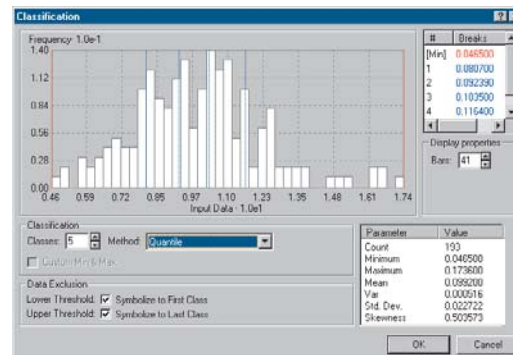 Classification
Frequency· 1.0e1
1.40
1.12
0.84
0.56
0.28
0.00
0.46 0.59 0.72 0.85 0.97 1.10 1.23 1.35 1.48 1.61 1.74
Input Data · 1.0e1
# Breaks
[Min] 0.046500
1 0.080700
2 0.092390
3 0.103500
4 0.116400
Display properties
Bars: 41
Classification
Classes: 5 Method: Quantile
Custom Min & Max
Data Exclusion
Lower Threshold: Symbolize to First Class
Upper Threshold: Symbolize to Last Class
Parameter Value
Count 193
Minimum 0.046500
Maximum 0.173600
Mean 0.099200
Var 0.000516
Std. Dev. 0.022722
Skewness 0.503573
OK Cancel